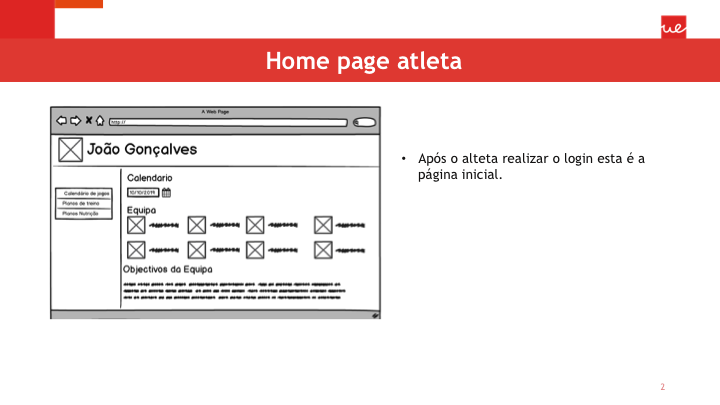 ue
Home page atleta
A Web Page
http://
João Gonçalves
Calendario
10/10/2019
Calendário de jogos
Planos de treino
Planos Nutrição
Equipa
Objectivos da Equipa
• Após o alteta realizar o login esta é a
página inicial.
2